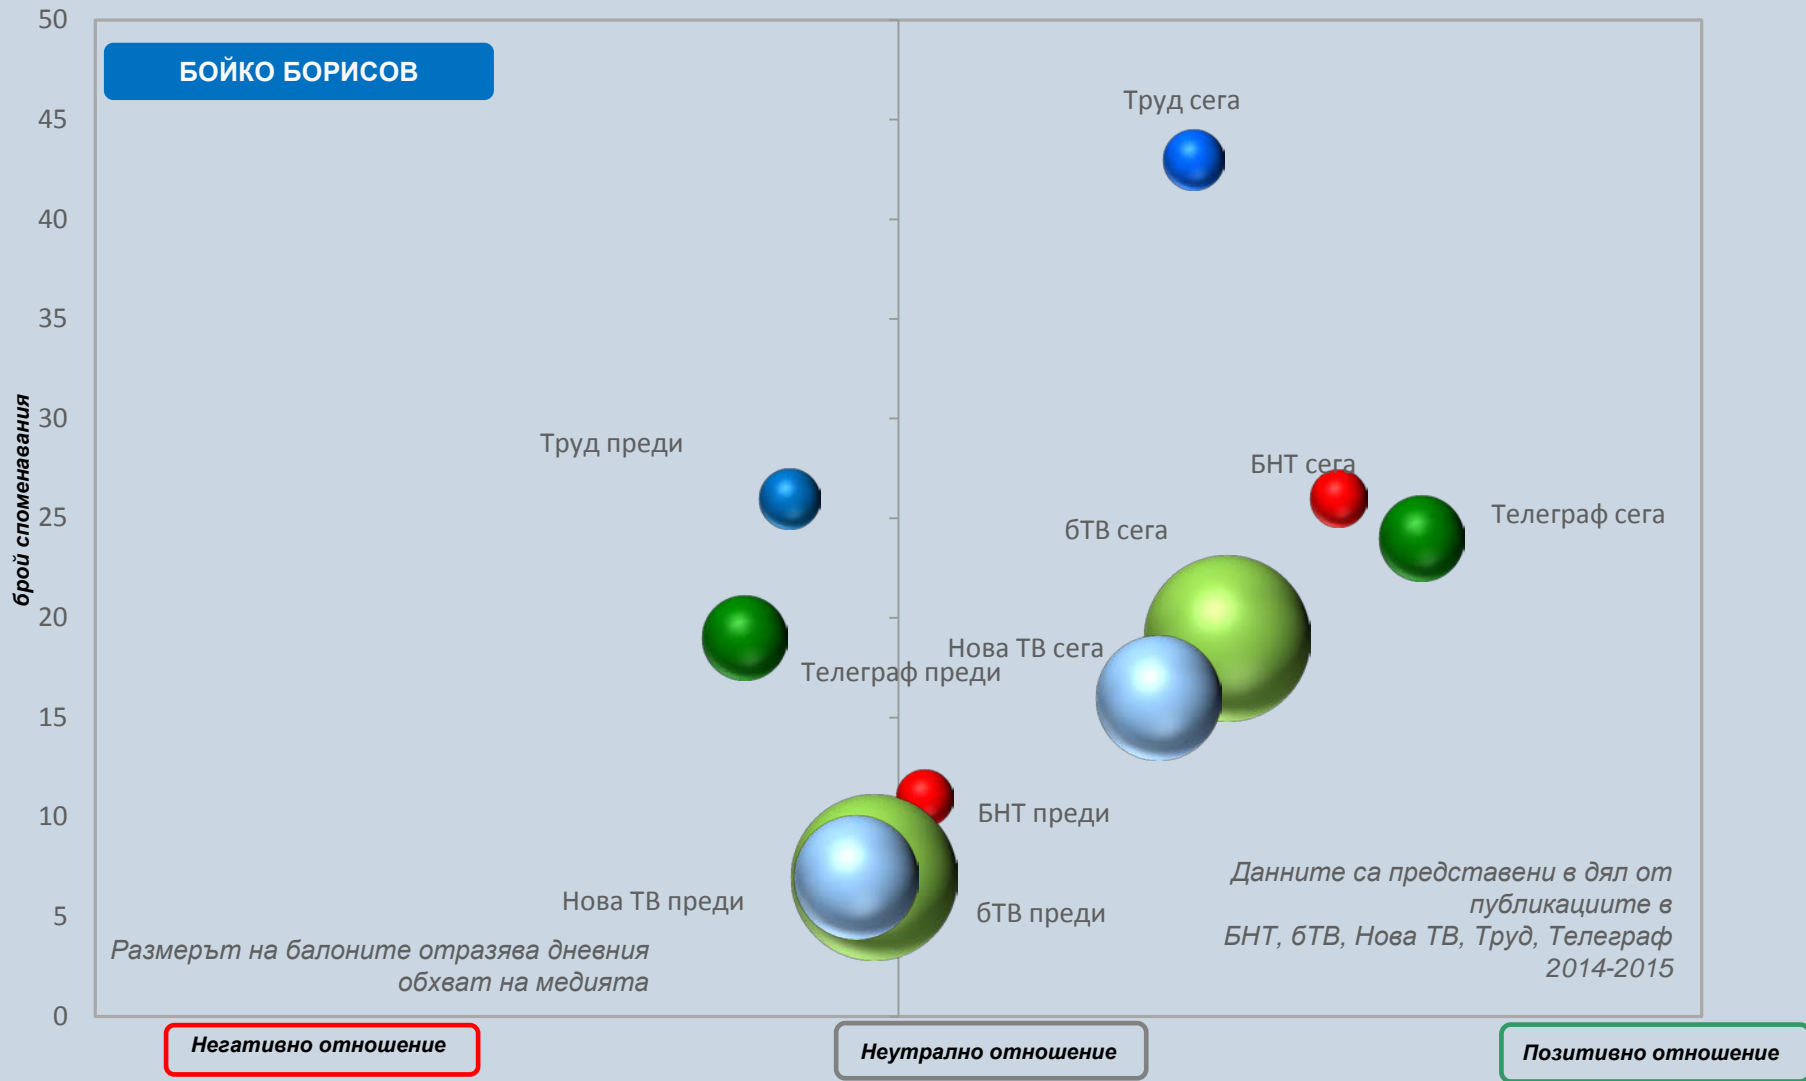 БОЙКО БОРИСОВ
брой споменавания
50
45
40
35
30
25
20
15
10
5
0
Труд сега
Труд преди
БНТ сега
Телеграф сега
бТВ сега
Нова ТВ сега
Телеграф преди
БНТ преди
Нова ТВ преди
бТВ преди
Размерът на балоните отразява дневния
обхват на медията
Данните са представени в дял от
публикациите в
БНТ, бТВ, Нова ТВ, Труд, Телеграф
2014-2015
Негативно отношение
Неутрално отношение
Позитивно отношение